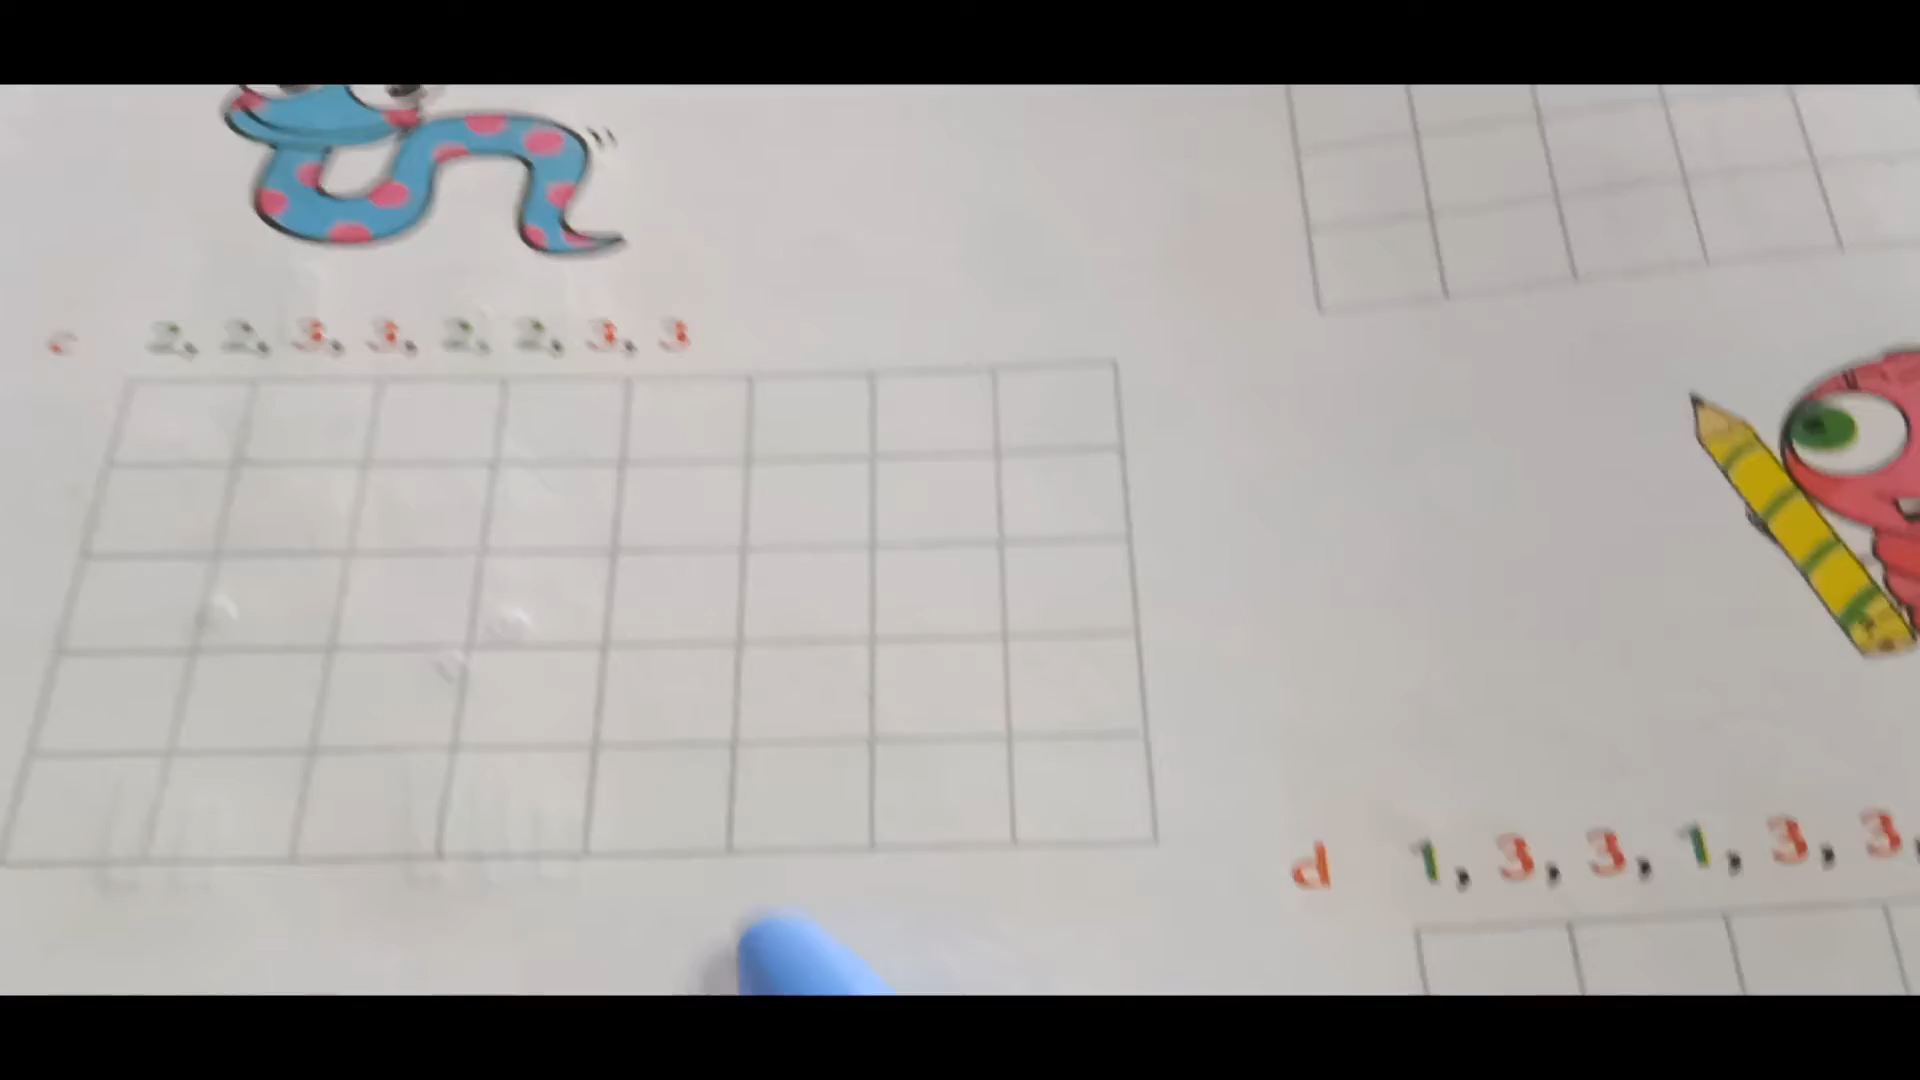 c 2, 2, 3, 3, 2, 2, 3, 3
d 1, 3, 3, 1, 3, 3,